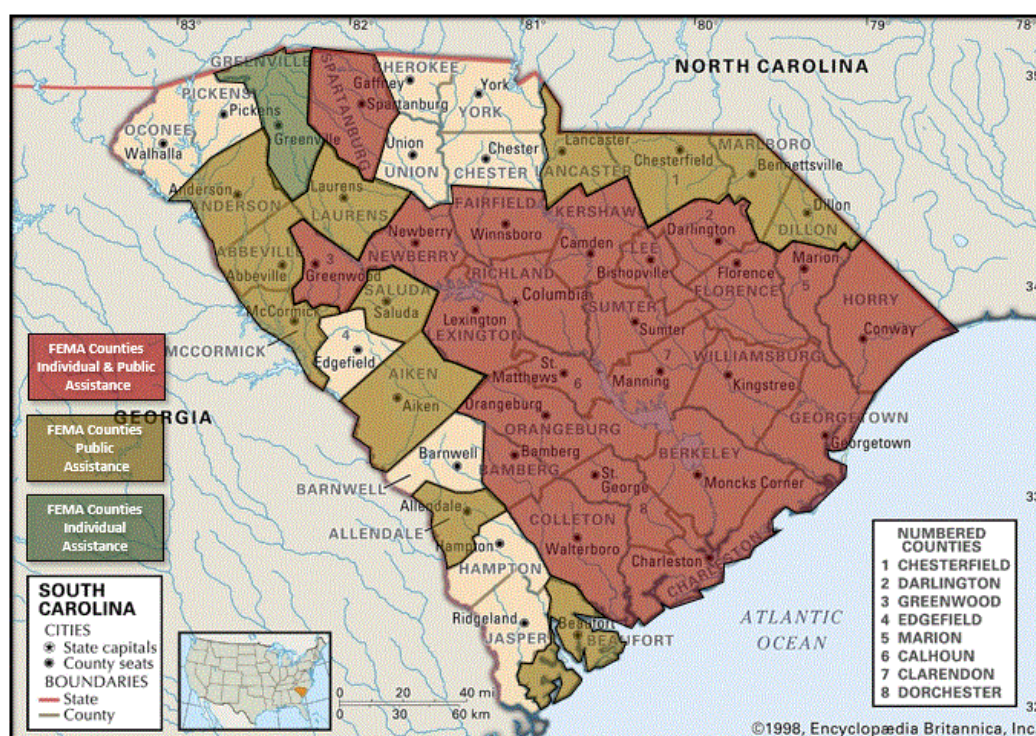 83
82
81
80
79
78
NORTH CAROLINA
GREENVILLE
SPARTANBURG
CHEROKEE
Gaffney
Spartanburg
York
YORK
PICKENS
Pickens
OCONEE
Walhalla
Greenville
Union
UNION
Chester
CHESTER
Lancaster
LANCASTER
Chesterfield
1
MARLBORO
Bennettsville
Dillon
DILLON
Anderson
ANDERSON
Laurens
LAURENS
ABBEVILLE
Abbeville
3
Greenwood
Newberry
NEWBERRY
FAIRFIELD
Winnsboro
KERSHAW
Camden
LEE
Bishopville
2
Darlington
Florence
FLORENCE
Marion
5
HORRY
Conway
RICHLAND
Columbia
SALUDA
Saluda
Lexington
LEXINGTON
SUMTER
Sumter
McCormick
MCCORMICK
4
Edgefield
AIKEN
Aiken
St.
Matthews
6
7
Manning
WILLIAMSBURG
Kingstree
GEORGETOWN
Georgetown
Orangeburg
ORANGEBURG
Barnwell
BARNWELL
Bamberg
BAMBERG
St.
George
8
BERKELEY
Moncks Corner
Allendale
ALLENDALE
Hampton
HAMPTON
COLLETON
Walterboro
Charleston
CHARLESTON
Ridgeland
JASPER
Beaufort
BEAUFORT
GEORGIA
ATLANTIC
OCEAN
FEMA Counties
Individual & Public
Assistance
FEMA Counties
Public
Assistance
FEMA Counties
Individual
Assistance
SOUTH
CAROLINA
CITIES
State capitals
County seats
BOUNDARIES
State
County
0 20 40 mi
0 30 60 km
NUMBERED
COUNTIES
1 CHESTERFIELD
2 DARLINGTON
3 GREENWOOD
4 EDGEFIELD
5 MARION
6 CALHOUN
7 CLARENDON
8 DORCHESTER
©1998, Encyclopædia Britannica, Inc